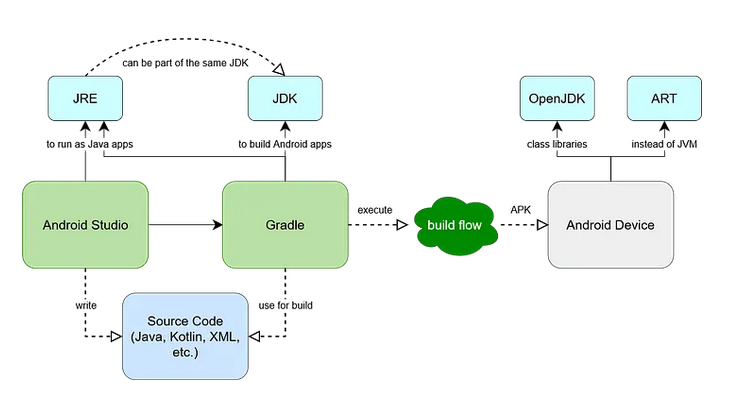 can be part of the same JDK
JRE
JDK
OpenJDK
ART
to run as Java apps
to build Android apps
class libraries
instead of JVM
Android Studio
Gradle
execute
build flow
APK
Android Device
write
use for build
Source Code
(Java, Kotlin, XML,
etc.)